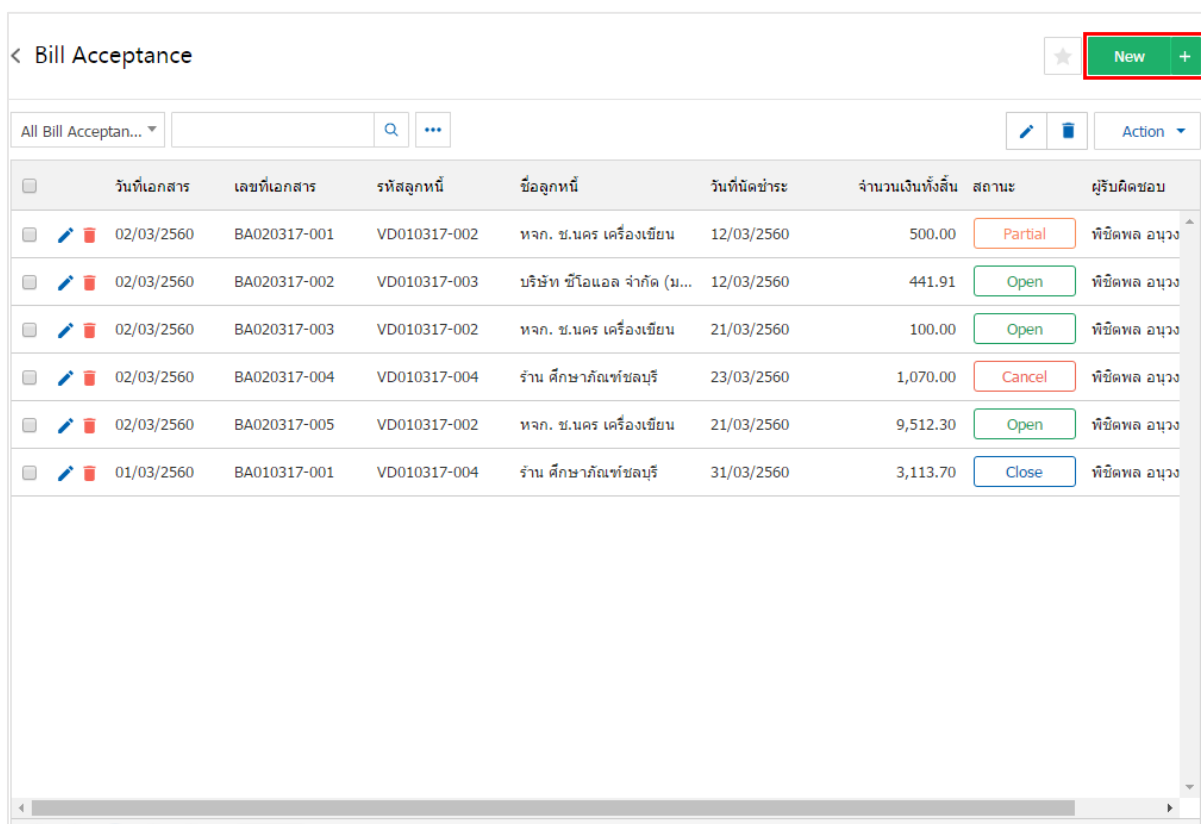 < Bill Acceptance
New +
All Bill Acceptan...
Action
วันที่เอกสาร เลขที่เอกสาร รหัสลูกหนี้ ชื่อลูกหนี้ วันที่นัดชำระ จำนวนเงินทั้งสิ้น สถานะ ผู้รับผิดชอบ
02/03/2560 BA020317-001 VD010317-002 หจก. ช.นคร เครื่องเขียน 12/03/2560 500.00 Partial พิชิตพล อนุวง
02/03/2560 BA020317-002 VD010317-003 บริษัท ซีโอแอล จำกัด (ม... 12/03/2560 441.91 Open พิชิตพล อนุวง
02/03/2560 BA020317-003 VD010317-002 หจก. ช.นคร เครื่องเขียน 21/03/2560 100.00 Open พิชิตพล อนุวง
02/03/2560 BA020317-004 VD010317-004 ร้าน ศึกษาภัณฑ์ชลบุรี 23/03/2560 1,070.00 Cancel พิชิตพล อนุวง
02/03/2560 BA020317-005 VD010317-002 หจก. ช.นคร เครื่องเขียน 21/03/2560 9,512.30 Open พิชิตพล อนุวง
01/03/2560 BA010317-001 VD010317-004 ร้าน ศึกษาภัณฑ์ชลบุรี 31/03/2560 3,113.70 Close พิชิตพล อนุวง